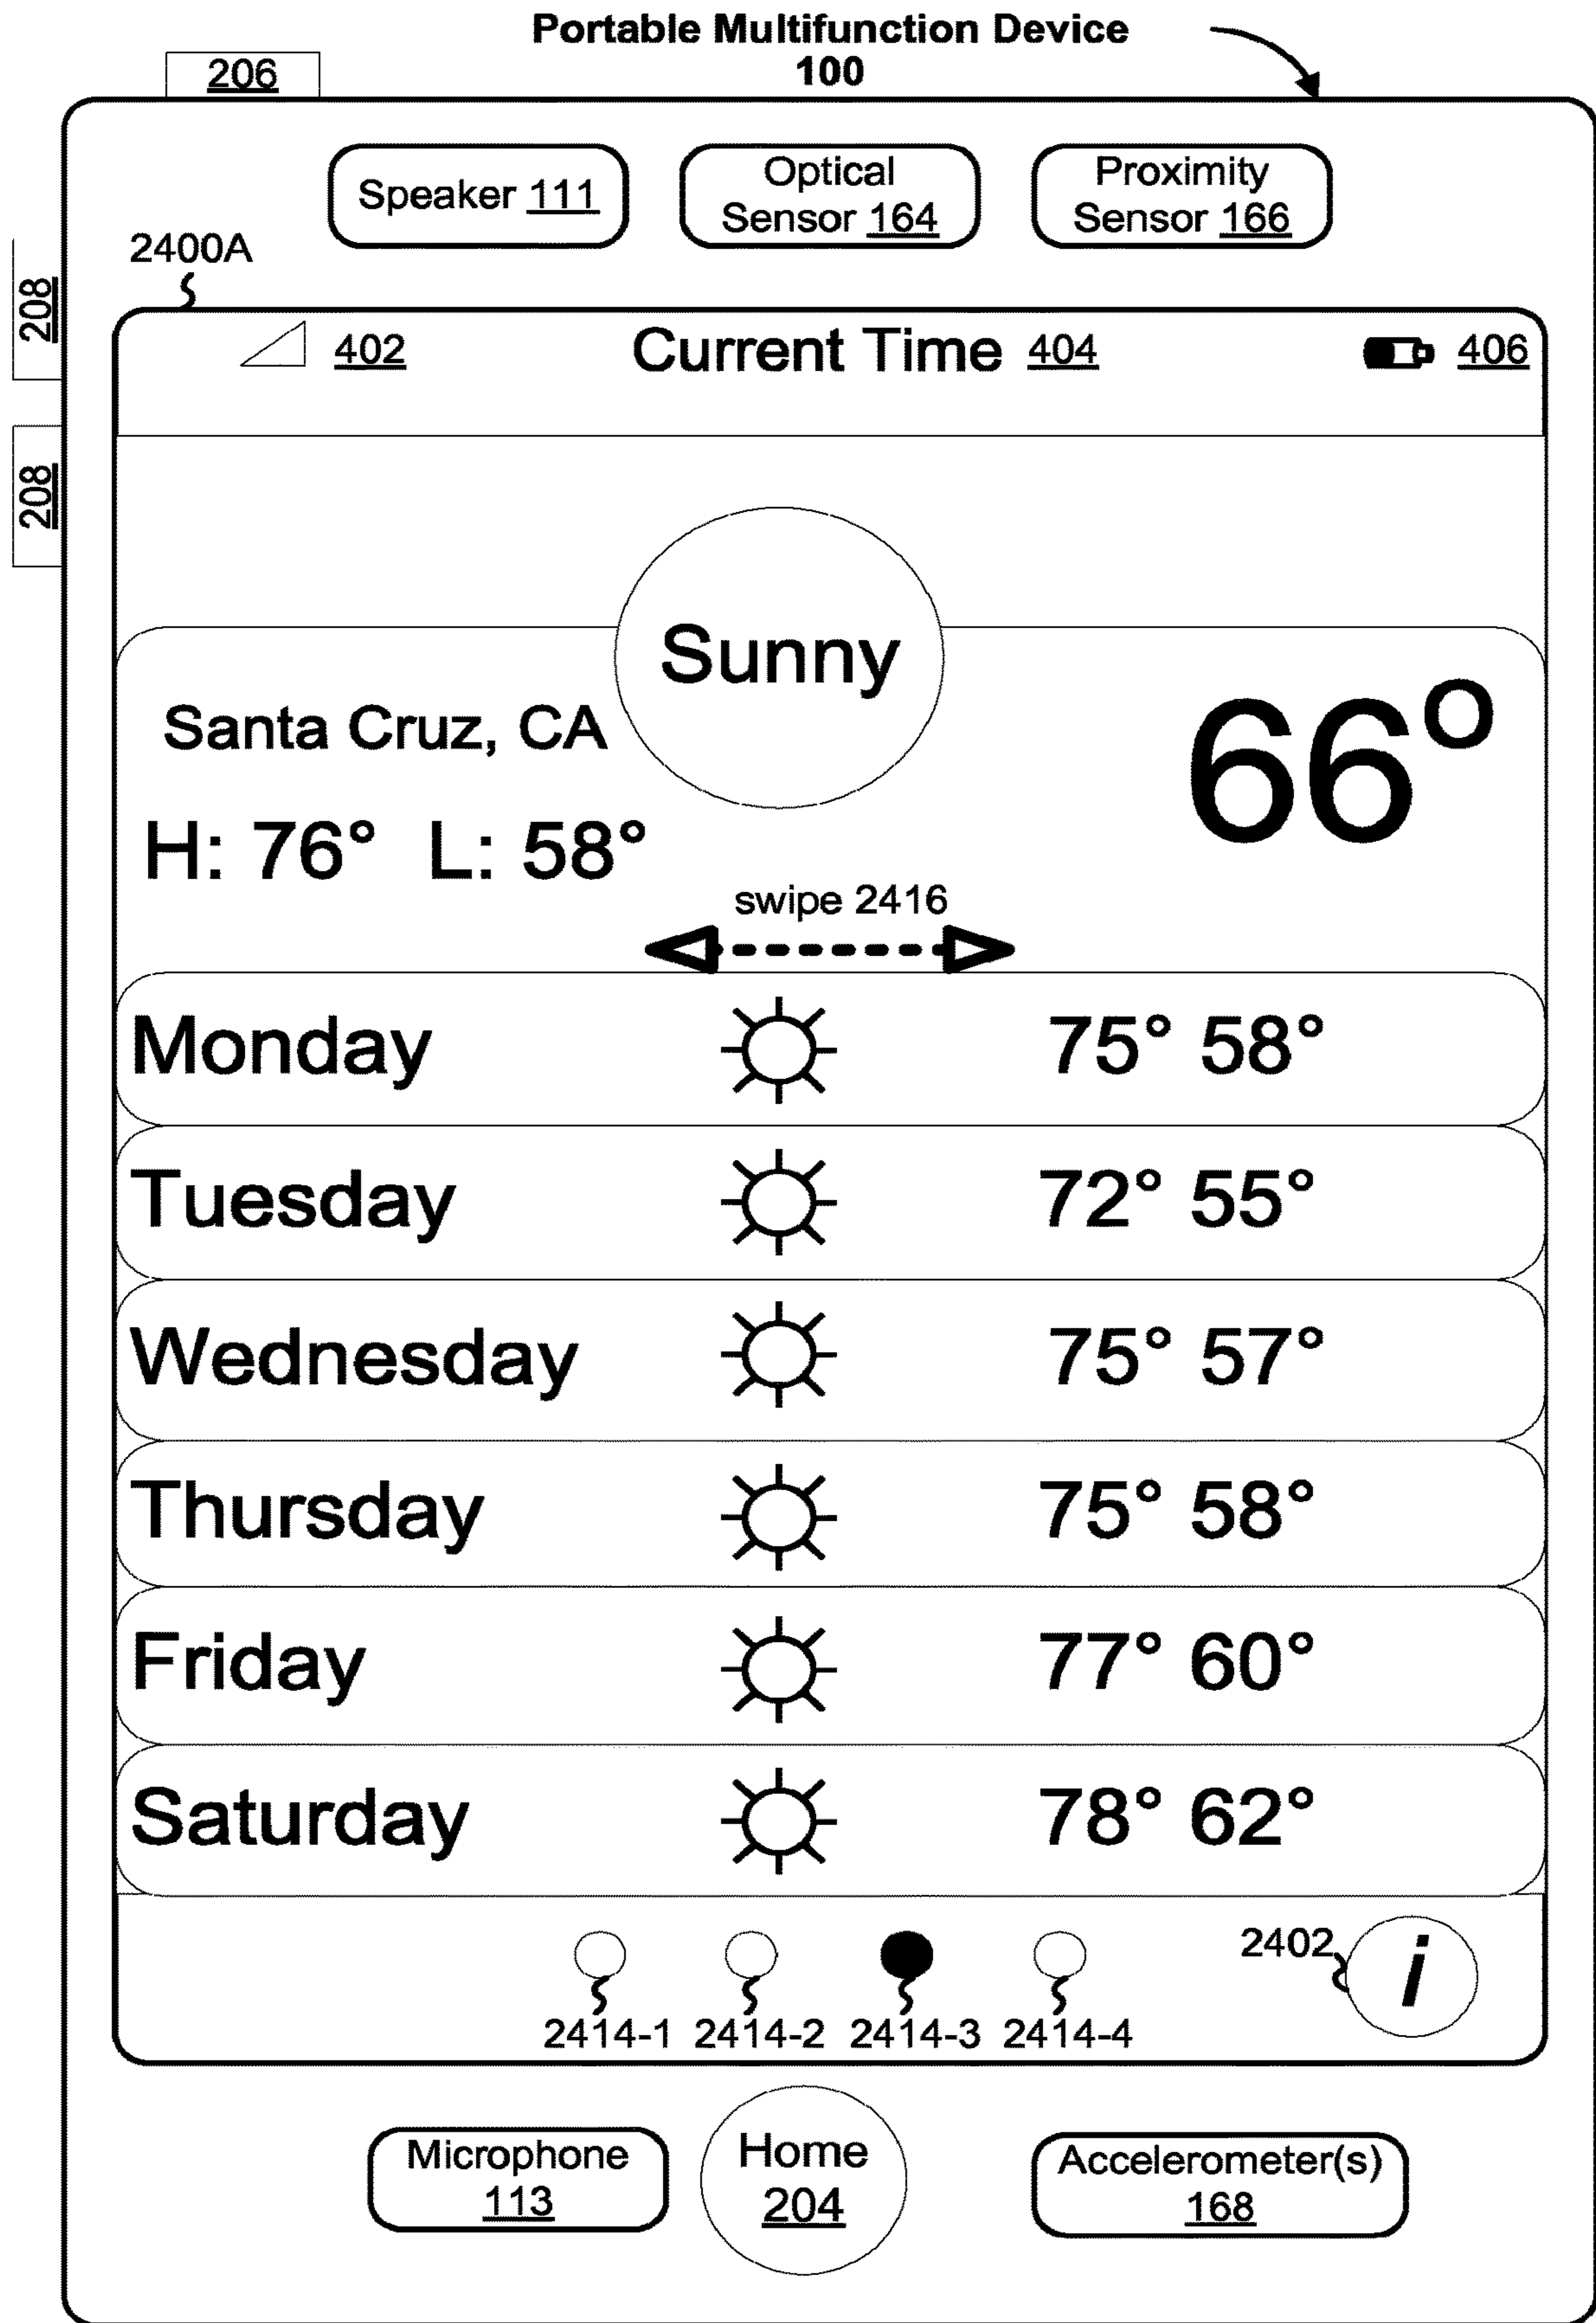 Portable Multifunction Device
100
206
Speaker 111
Optical
Sensor 164
Proximity
Sensor 166
2400A
208
208
402
Current Time 404
406
Sunny
Santa Cruz, CA
66°
H: 76° L: 58°
swipe 2416
Monday 75° 58°
Tuesday 72° 55°
Wednesday 75° 57°
Thursday 75° 58°
Friday 77° 60°
Saturday 78° 62°
2402 i
2414-1 2414-2 2414-3 2414-4
Microphone
113
Home
204
Accelerometer(s)
168